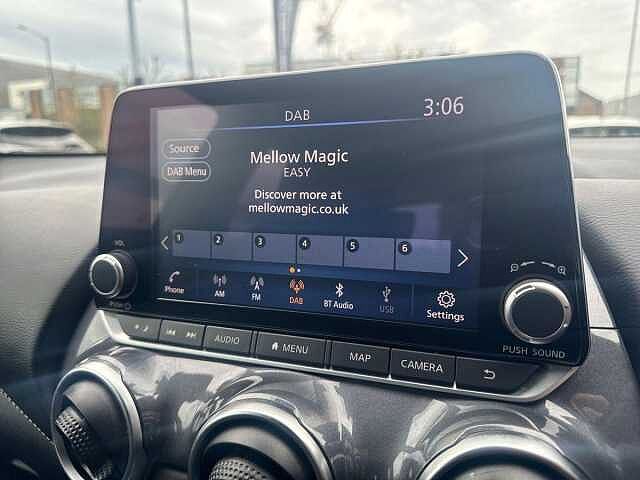 DAB
3:06
Source
Mellow Magic
EASY
DAB Menu
Discover more at
mellowmagic.co.uk
1 2 3 4 5 6
Phone AM FM DAB BT Audio USB Settings
VOL
PUSH SOUND
AUDIO MENU MAP CAMERA